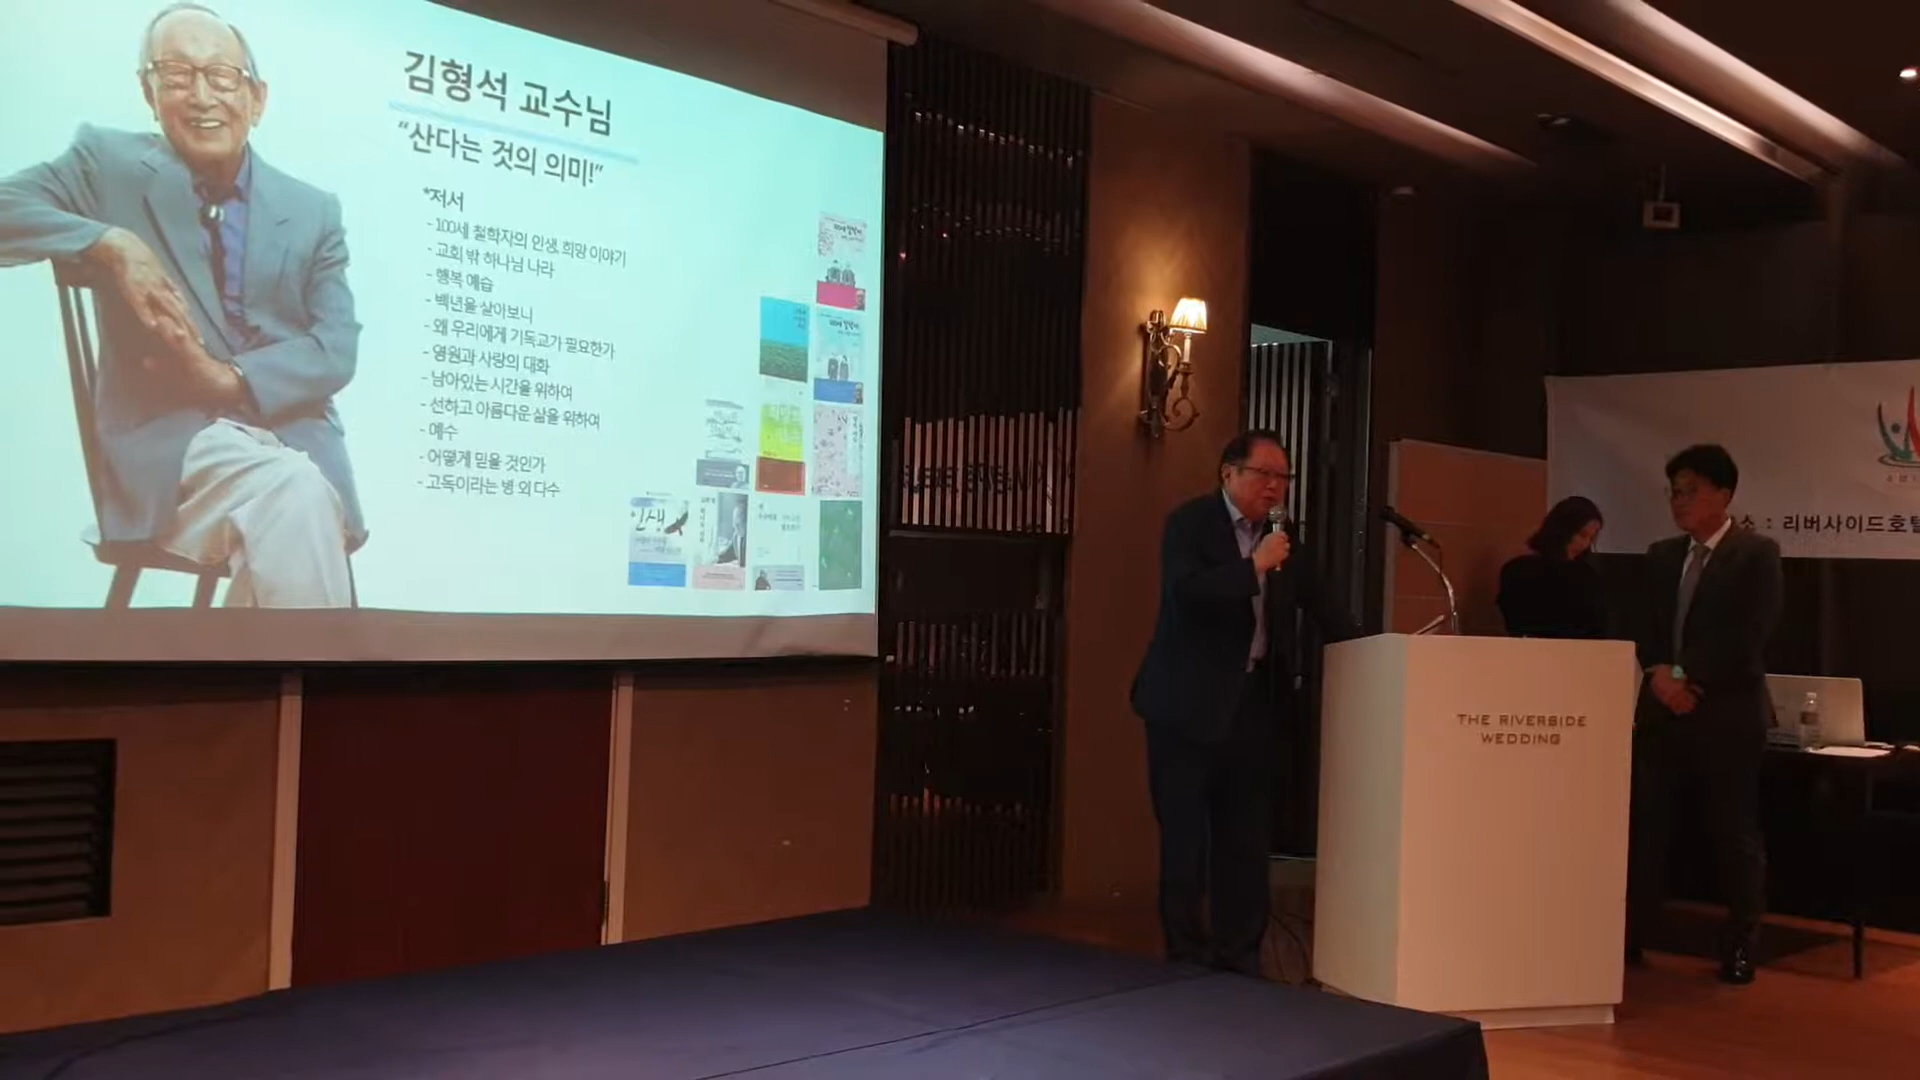 김형석 교수님
“산다는 것의 의미!”
*저서
- 100세 철학자의 인생, 희망 이야기
- 교회 밖 하나님 나라
- 행복 예습
- 백년을 살아보니
- 왜 우리에게 기독교가 필요한가
- 영원과 사랑의 대화
- 남아있는 시간을 위하여
- 선하고 아름다운 삶을 위하여
- 예수
- 어떻게 믿을 것인가
- 고독이라는 병 외 다수
인생
소 : 리버사이드호텔
THE RIVERSIDE
WEDDING